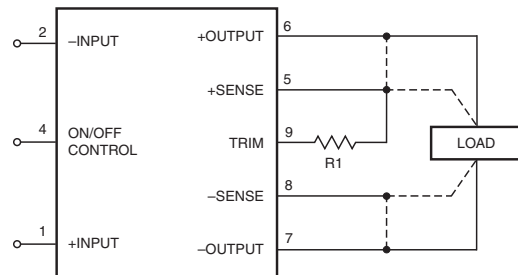 2 –INPUT +OUTPUT 6
+SENSE 5
4 ON/OFF
CONTROL
TRIM 9
R1
LOAD
–SENSE 8
1 +INPUT –OUTPUT 7